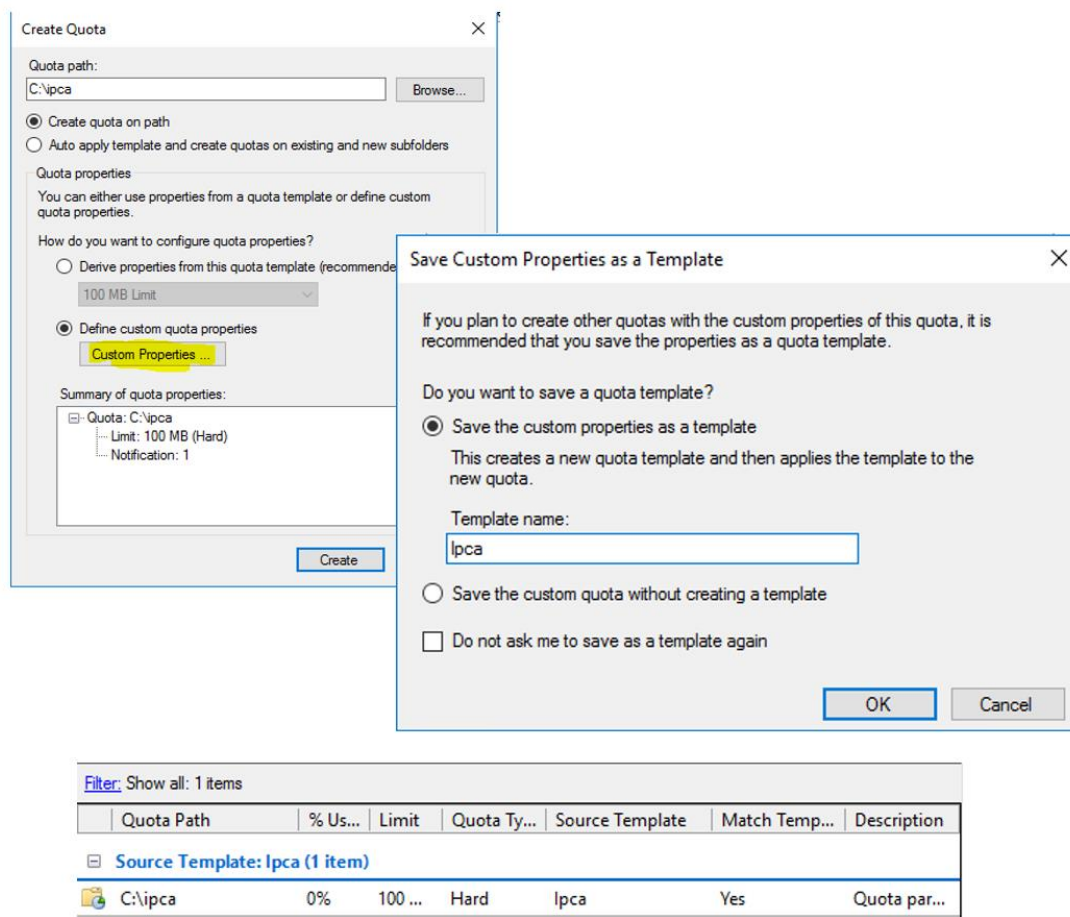 Create Quota
Quota path:
C:\ipca
Browse...
Create quota on path
Auto apply template and create quotas on existing and new subfolders
Quota properties
You can either use properties from a quota template or define custom
quota properties.
How do you want to configure quota properties?
Derive properties from this quota template (recommende
100 MB Limit
Define custom quota properties
Custom Properties ...
Summary of quota properties:
Quota: C:\ipca
Limit: 100 MB (Hard)
Notification: 1
Create
Save Custom Properties as a Template
If you plan to create other quotas with the custom properties of this quota, it is
recommended that you save the properties as a quota template.
Do you want to save a quota template?
Save the custom properties as a template
This creates a new quota template and then applies the template to the
new quota.
Template name:
Ipca
Save the custom quota without creating a template
Do not ask me to save as a template again
OK Cancel
Filter: Show all: 1 items
Quota Path % Us... Limit Quota Ty... Source Template Match Temp... Description
Source Template: Ipca (1 item)
C:\ipca 0% 100 ... Hard Ipca Yes Quota par...